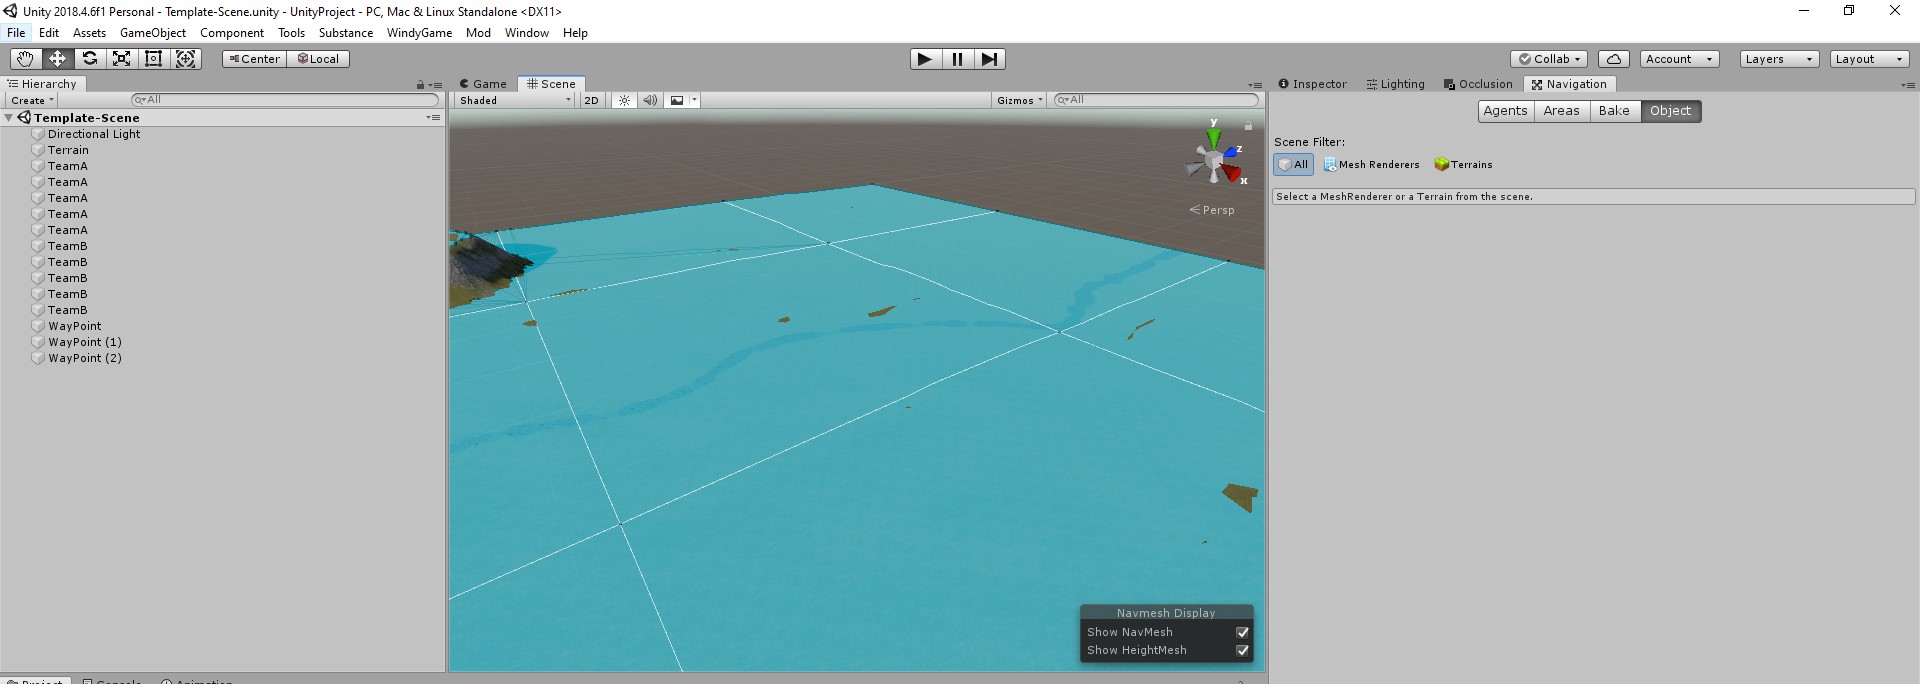 Unity 2018.4.6f1 Personal - Template-Scene.unity - UnityProject - PC, Mac & Linux Standalone <DX11>
File Edit Assets GameObject Component Tools Substance WindyGame Mod Window Help
Center Local Collab Account Layers Layout
Hierarchy
Create All
Template-Scene
Directional Light
Terrain
TeamA
TeamA
TeamA
TeamA
TeamA
TeamB
TeamB
TeamB
TeamB
TeamB
WayPoint
WayPoint (1)
WayPoint (2)
Game Scene
Shaded 2D Gizmos All
y
z
x
Persp
Navmesh Display
Show NavMesh
Show HeightMesh
Inspector Lighting Occlusion Navigation
Agents Areas Bake Object
Scene Filter:
All Mesh Renderers Terrains
Select a MeshRenderer or a Terrain from the scene.
Project Console Animation